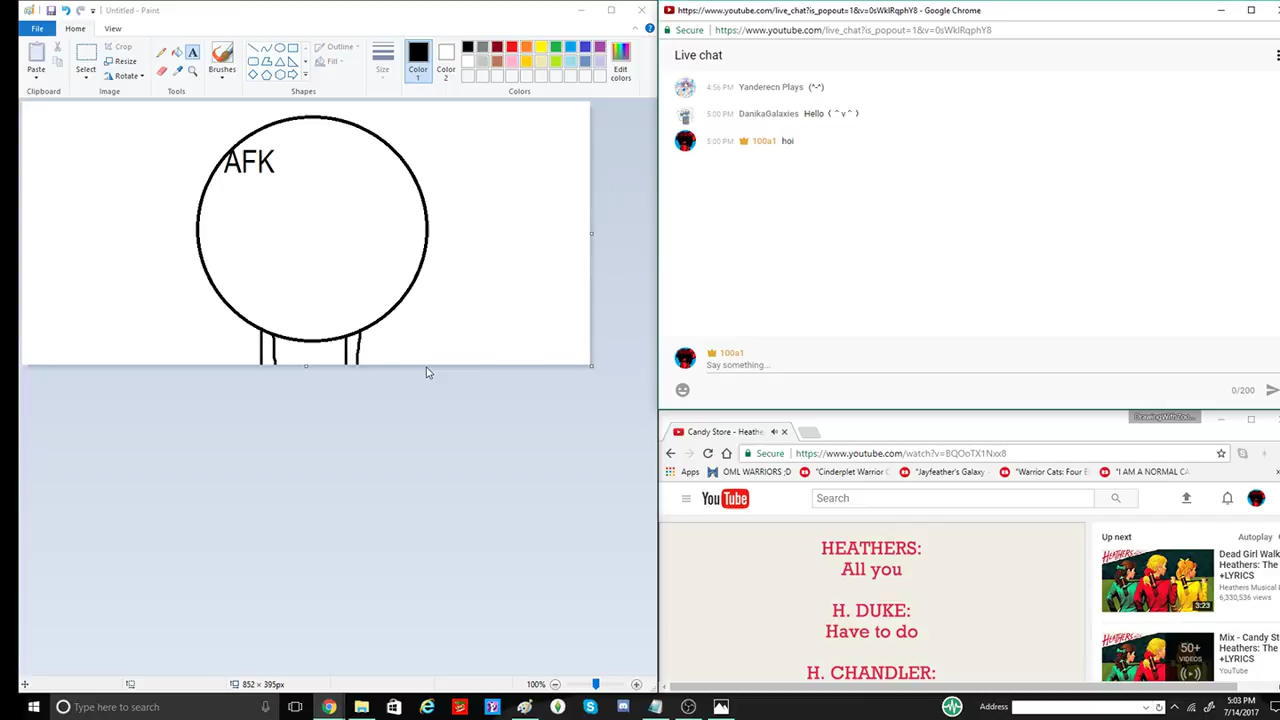 Untitled - Paint
File
Home
View
Paste
Clipboard
Select
Crop
Resize
Rotate
Image
A
Tools
Brushes
Shapes
Outline
Fill
Size
Color 1
Color 2
Edit colors
Colors
AFK
852 × 395px
100%
https://www.youtube.com/live_chat?is_popout=1&v=0sWklRqphY8 - Google Chrome
Secure
https://www.youtube.com/live_chat?is_popout=1&v=0sWklRqphY8
Live chat
4:56 PM Yanderecn Plays (^-^)
5:00 PM DanikaGalaxies Hello ( ^ v ^ )
5:00 PM 100a1 hoi
100a1
Say something...
0/200
Candy Store - Heathe
Secure
https://www.youtube.com/watch?v=BQOoTX1Nxx8
Apps
OML WARRIORS ;D
"Cinderplet Warrior C
"Jayfeather's Galaxy -
"Warrior Cats: Four E
"I AM A NORMAL CA
YouTube
Search
HEATHERS:
All you
H. DUKE:
Have to do
H. CHANDLER:
Up next
Autoplay
3:23
Dead Girl Walk
Heathers: The
+LYRICS
Heathers Musical L
6,330,536 views
50+
VIDEOS
Mix - Candy St
Heathers: The
+LYRICS
YouTube
Type here to search
Address
5:03 PM
7/14/2017